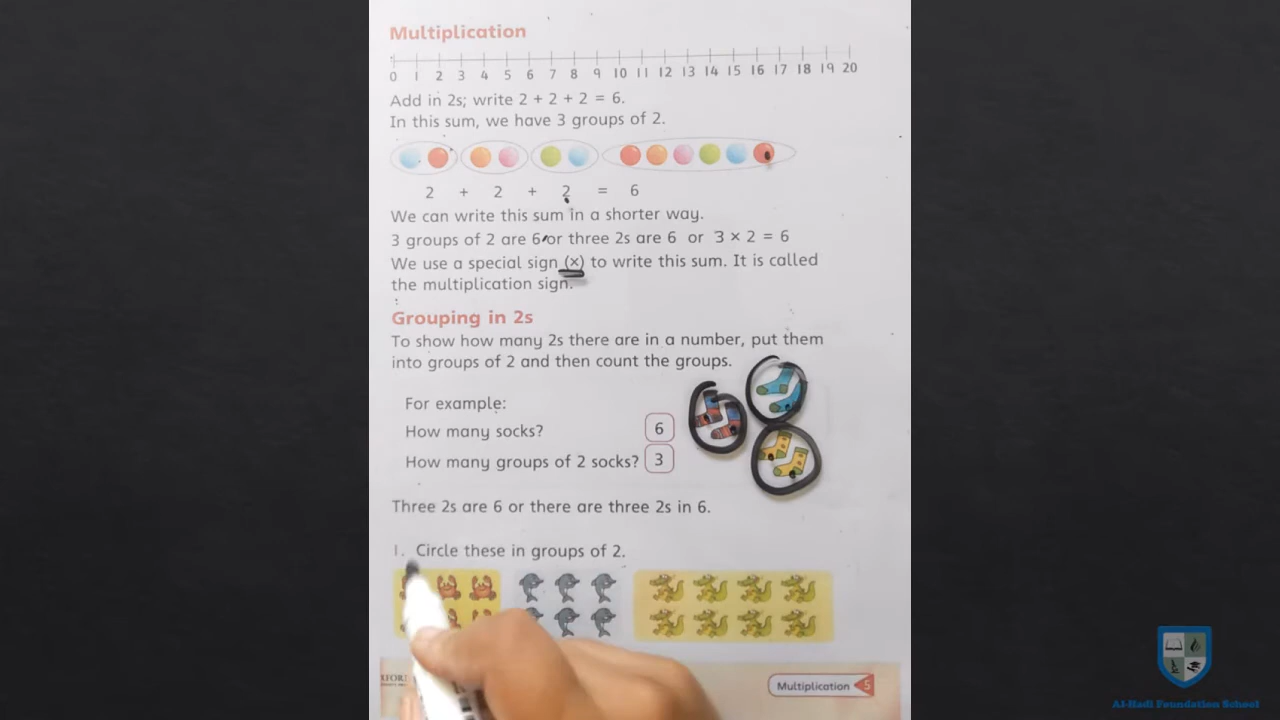 Multiplication
0 1 2 3 4 5 6 7 8 9 10 11 12 13 14 15 16 17 18 19 20
Add in 2s; write 2 + 2 + 2 = 6.
In this sum, we have 3 groups of 2.
2 + 2 + 2 = 6
We can write this sum in a shorter way.
3 groups of 2 are 6 or three 2s are 6 or 3 × 2 = 6
We use a special sign (×) to write this sum. It is called
the multiplication sign.
Grouping in 2s
To show how many 2s there are in a number, put them
into groups of 2 and then count the groups.
For example:
How many socks? 6
How many groups of 2 socks? 3
Three 2s are 6 or there are three 2s in 6.
1. Circle these in groups of 2.
Multiplication 5
Al-Hadi Foundation School